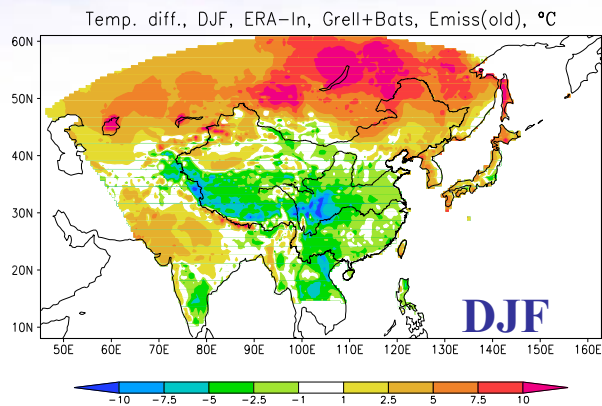 Temp. diff., DJF, ERA-In, Grell+Bats, Emiss(old), °C
60N
50N
40N
30N
20N
10N
DJF
50E 60E 70E 80E 90E 100E 110E 120E 130E 140E 150E 160E
-10 -7.5 -5 -2.5 -1 1 2.5 5 7.5 10